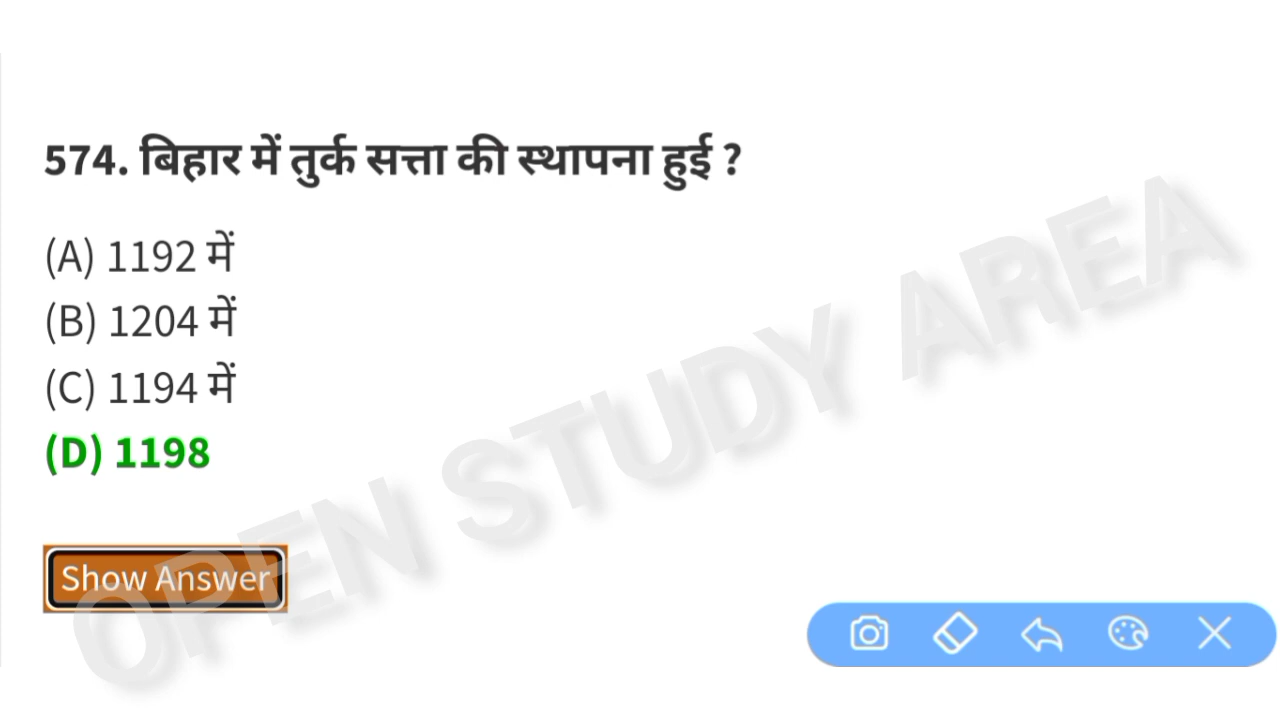 574. बिहार में तुर्क सत्ता की स्थापना हुई ?
(A) 1192 में
(B) 1204 में
(C) 1194 में
(D) 1198
Show Answer
OPEN STUDY AREA